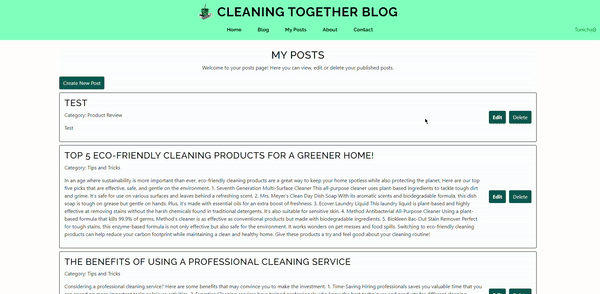 CLEANING TOGETHER BLOG
Home Blog My Posts About Contact
MY POSTS
Welcome to your posts page! Here you can view, edit or delete your published posts.
Create New Post
TEST
Category: Product Review
Test
Edit Delete
TOP 5 ECO-FRIENDLY CLEANING PRODUCTS FOR A GREENER HOME!
Category: Tips and Tricks
In an age where sustainability is more important than ever, eco-friendly cleaning products are a great way to keep your home spotless while also protecting the planet. Here are our top
five picks that are effective, safe, and gentle on the environment. 1. Seventh Generation Multi-Surface Cleaner This all-purpose cleaner uses plant-based ingredients to tackle tough dirt
and grime. It's safe for use on various surfaces and leaves behind a refreshing scent. 2. Mrs. Meyer's Clean Day Dish Soap With its aromatic scents and biodegradable formula, this dish
soap is tough on grease but gentle on hands. Plus, it's made with essential oils for an extra boost of freshness. 3. Ecover Laundry Liquid This laundry liquid is plant-based and highly
effective at removing stains without the harsh chemicals found in traditional detergents. It's also suitable for sensitive skin. 4. Method Antibacterial All-Purpose Cleaner Using a plant-
based formula that kills 99.9% of germs, Method's cleaner is as effective as conventional products but made with biodegradable ingredients. 5. Biokleen Bac-Out Stain Remover Perfect
for tough stains, this enzyme-based formula is not only effective but also safe for the environment. It works wonders on pet messes and food spills. Switching to eco-friendly cleaning
products can help reduce your carbon footprint while maintaining a clean and healthy home. Give these products a try and feel good about your cleaning routine!
Edit Delete
THE BENEFITS OF USING A PROFESSIONAL CLEANING SERVICE
Category: Tips and Tricks
Considering a professional cleaning service? Here are some benefits that may convince you to make the investment. 1. Time-Saving Hiring professionals saves you valuable time that you